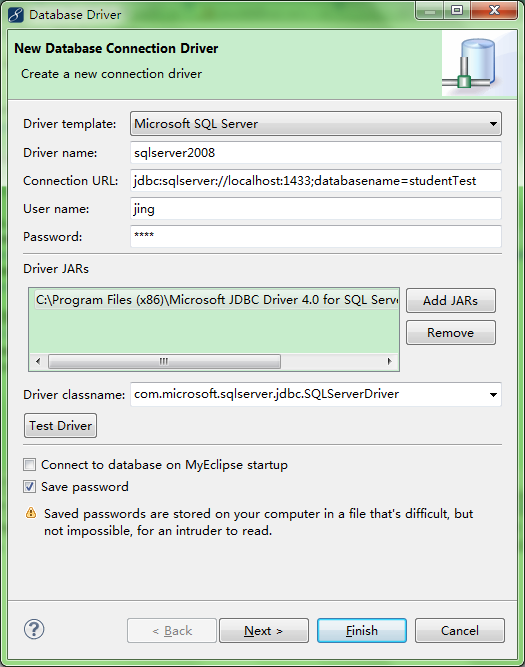 Database Driver
New Database Connection Driver
Create a new connection driver
Driver template: Microsoft SQL Server
Driver name: sqlserver2008
Connection URL: jdbc:sqlserver://localhost:1433;databasename=studentTest
User name: jing
Password: ****
Driver JARs
C:\Program Files (x86)\Microsoft JDBC Driver 4.0 for SQL Serve
Add JARs
Remove
Driver classname: com.microsoft.sqlserver.jdbc.SQLServerDriver
Test Driver
Connect to database on MyEclipse startup
Save password
Saved passwords are stored on your computer in a file that's difficult, but
not impossible, for an intruder to read.
? < Back Next > Finish Cancel